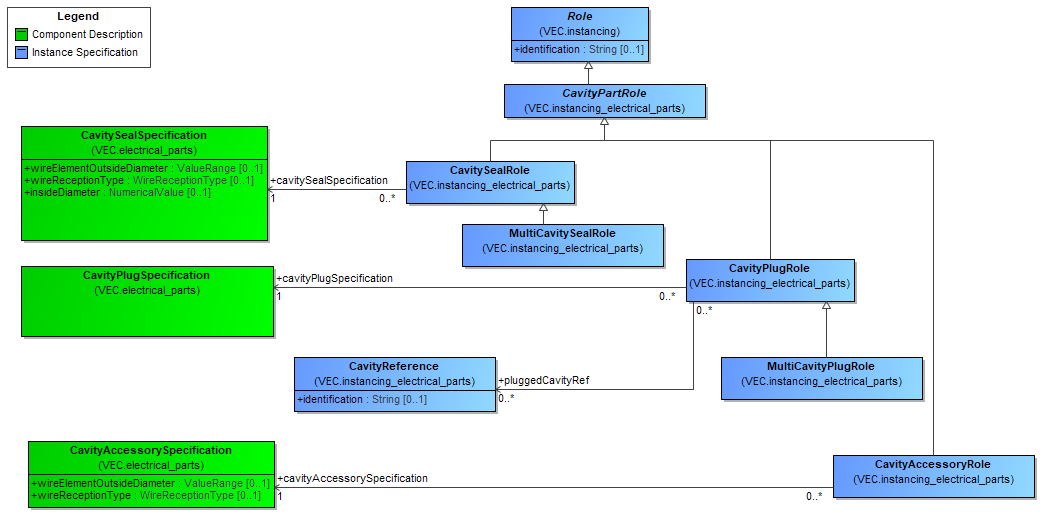 Legend
Component Description
Instance Specification
Role
(VEC.instancing)
+identification : String [0..1]
CavityPartRole
(VEC.instancing_electrical_parts)
CavitySealSpecification
(VEC.electrical_parts)
+wireElementOutsideDiameter : ValueRange [0..1]
+wireReceptionType : WireReceptionType [0..1]
+insideDiameter : NumericalValue [0..1]
+cavitySealSpecification
1
0..*
CavitySealRole
(VEC.instancing_electrical_parts)
MultiCavitySealRole
(VEC.instancing_electrical_parts)
CavityPlugSpecification
(VEC.electrical_parts)
+cavityPlugSpecification
1
0..*
CavityPlugRole
(VEC.instancing_electrical_parts)
0..*
CavityReference
(VEC.instancing_electrical_parts)
+identification : String [0..1]
+pluggedCavityRef
0..*
MultiCavityPlugRole
(VEC.instancing_electrical_parts)
CavityAccessorySpecification
(VEC.electrical_parts)
+wireElementOutsideDiameter : ValueRange [0..1]
+wireReceptionType : WireReceptionType [0..1]
+cavityAccessorySpecification
1
0..*
CavityAccessoryRole
(VEC.instancing_electrical_parts)